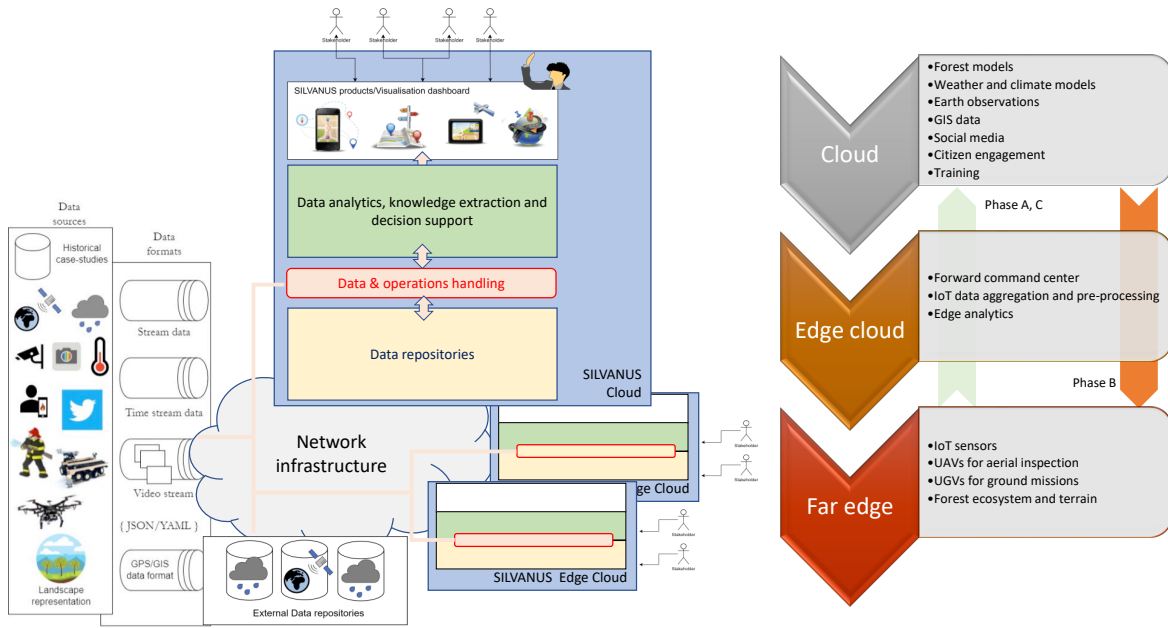 Stakeholder
Stakeholder
Stakeholder
Stakeholder
SILVANUS products/Visualisation dashboard
Data analytics, knowledge extraction and
decision support
Data & operations handling
Data repositories
SILVANUS
Cloud
Data
sources
Historical
case-studies
Landscape
representation
Data
formats
Stream data
Time stream data
Video stream
{ JSON/YAML }
GPS/GIS
data format
Network
infrastructure
External Data repositories
dge Cloud
Stakeholder
Stakeholder
SILVANUS Edge Cloud
Stakeholder
Stakeholder
Cloud
•Forest models
•Weather and climate models
•Earth observations
•GIS data
•Social media
•Citizen engagement
•Training
Phase A, C
Edge cloud
•Forward command center
•IoT data aggregation and pre-processing
•Edge analytics
Phase B
Far edge
•IoT sensors
•UAVs for aerial inspection
•UGVs for ground missions
•Forest ecosystem and terrain